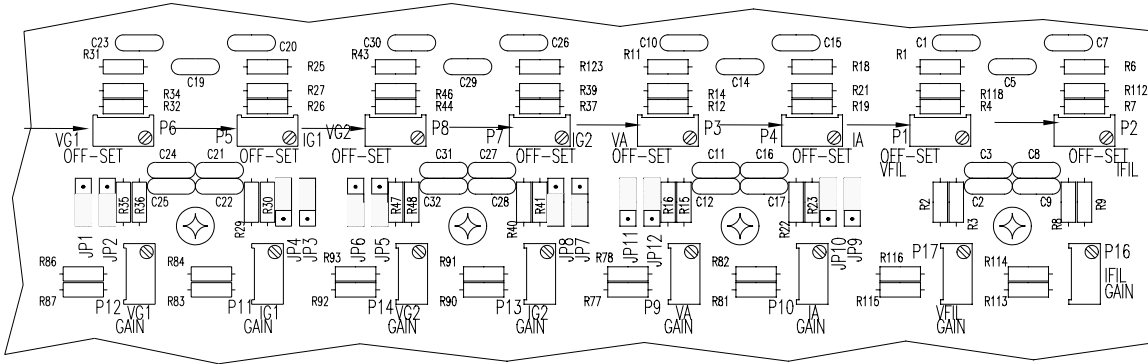 C23 C20 C30 C26 C10 C15 C1 C7
R31 R25 R43 R123 R11 R18 R1 R6
C19 C29 C14 C5
R34 R27 R46 R39 R14 R21 R118 R112
R32 R26 R44 R37 R12 R19 R4 R7
VG1 P6 P5 IG1 VG2 P8 P7 IG2 VA P3 P4 IA P1 P2
OFF-SET OFF-SET OFF-SET OFF-SET OFF-SET OFF-SET OFF-SET OFF-SET
VFIL IFIL
C24 C21 C31 C27 C11 C16 C3 C8
C25 C22 C32 C28 C12 C17 C2 C9
R35 R36 R29 R30 R47 R48 R40 R41 R16 R15 R22 R23 R2 R3 R8 R9
JP1 JP2 JP4 JP3 JP6 JP5 JP8 JP7 JP11 JP12 JP10 JP9
R86 R84 R93 R91 R78 R82 R116 R114
R87 R83 R92 R90 R77 R81 R115 R113
P12 P11 P14 P13 P9 P10 P17 P16
VG1 IG1 VG2 IG2 VA IA VFIL IFIL
GAIN GAIN GAIN GAIN GAIN GAIN GAIN GAIN